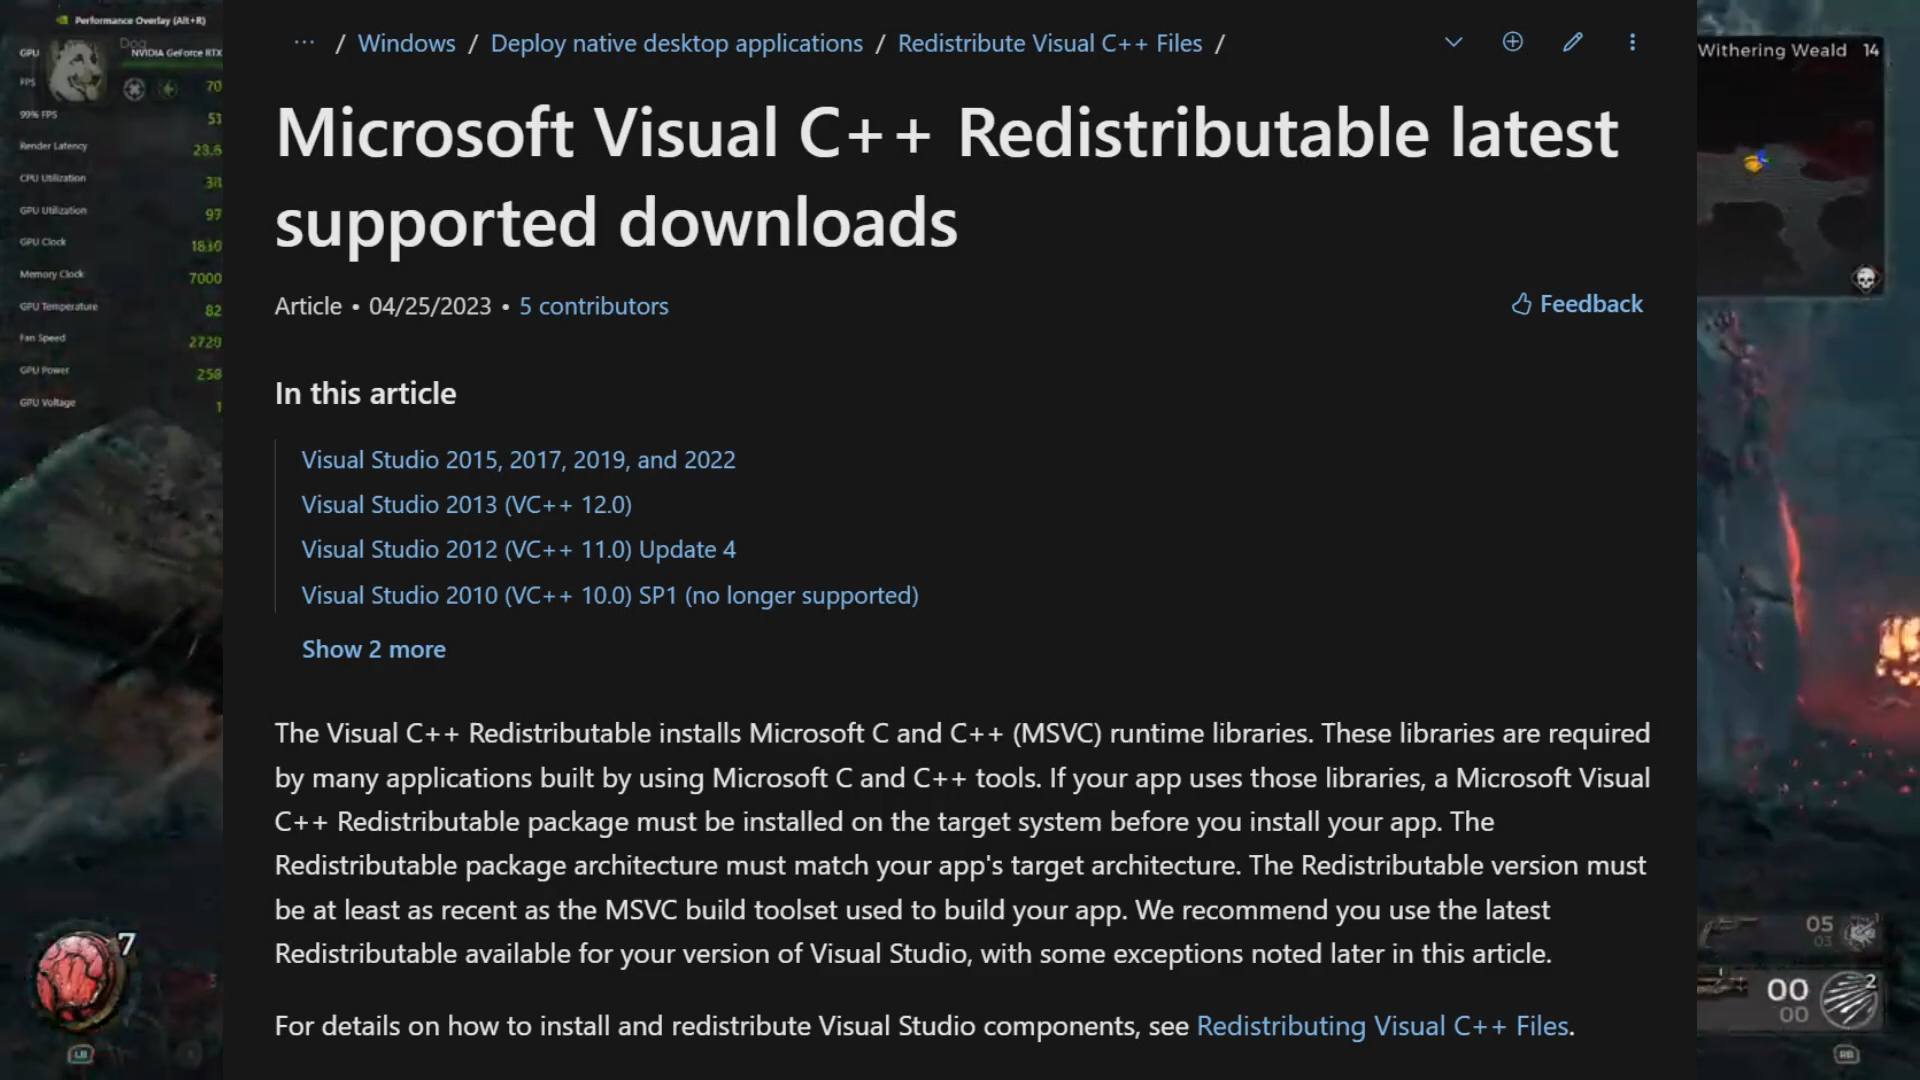 Performance Overlay (Alt+R)
GPU
Dog
NVIDIA GeForce RTX
FPS
70
99% FPS
51
Render Latency
23.6
CPU Utilization
GPU Utilization
97
GPU Clock
1830
Memory Clock
7000
GPU Temperature
82
Fan Speed
2729
GPU Power
258
GPU Voltage
1
··· / Windows / Deploy native desktop applications / Redistribute Visual C++ Files /
Microsoft Visual C++ Redistributable latest
supported downloads
Article • 04/25/2023 • 5 contributors
Feedback
In this article
Visual Studio 2015, 2017, 2019, and 2022
Visual Studio 2013 (VC++ 12.0)
Visual Studio 2012 (VC++ 11.0) Update 4
Visual Studio 2010 (VC++ 10.0) SP1 (no longer supported)
Show 2 more
The Visual C++ Redistributable installs Microsoft C and C++ (MSVC) runtime libraries. These libraries are required
by many applications built by using Microsoft C and C++ tools. If your app uses those libraries, a Microsoft Visual
C++ Redistributable package must be installed on the target system before you install your app. The
Redistributable package architecture must match your app's target architecture. The Redistributable version must
be at least as recent as the MSVC build toolset used to build your app. We recommend you use the latest
Redistributable available for your version of Visual Studio, with some exceptions noted later in this article.
For details on how to install and redistribute Visual Studio components, see Redistributing Visual C++ Files.
Withering Weald 14
7
LB
05
03
1
00
00
2
RB